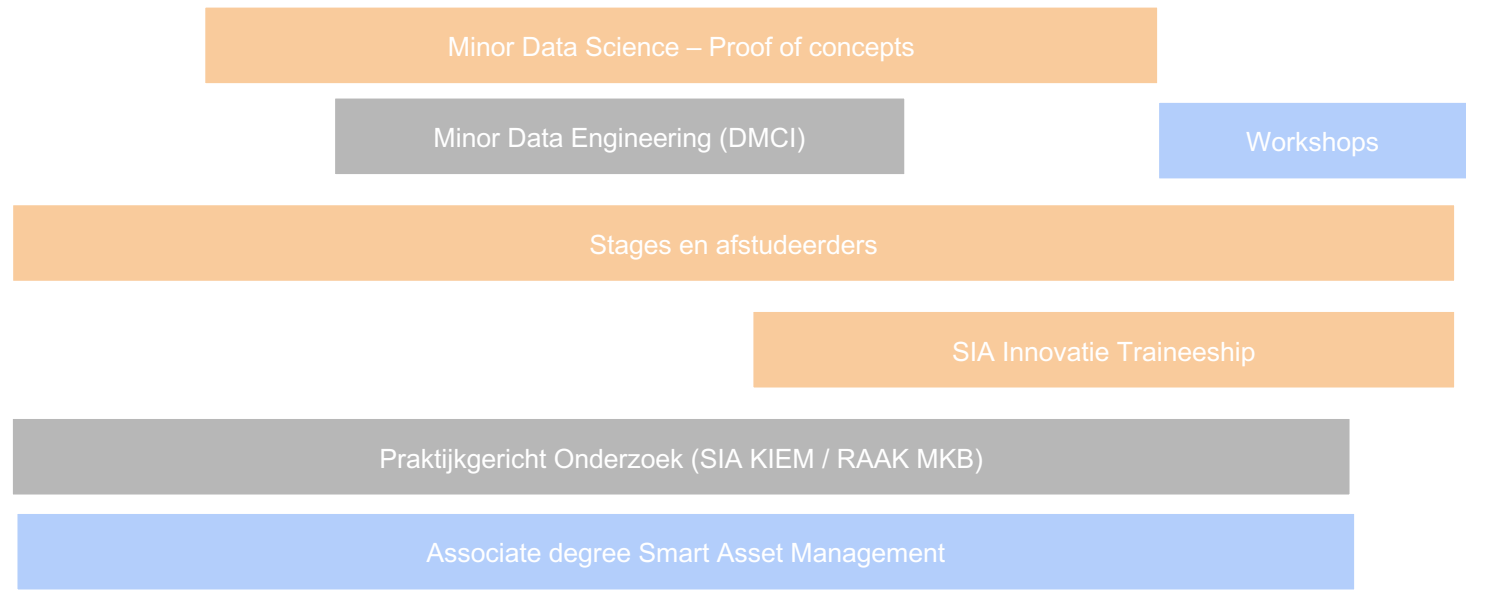 Minor Data Science – Proof of concepts
Minor Data Engineering (DMCI)
Workshops
Stages en afstudeerders
SIA Innovatie Traineeship
Praktijkgericht Onderzoek (SIA KIEM / RAAK MKB)
Associate degree Smart Asset Management